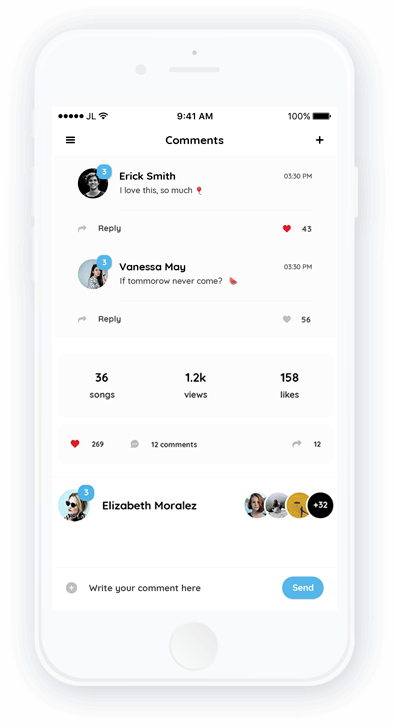 JL 9:41 AM 100%
Comments
3
Erick Smith 03:30 PM
I love this, so much
Reply 43
3
Vanessa May 03:30 PM
If tommorow never come?
Reply 56
36 1.2k 158
songs views likes
269 12 comments 12
3
Elizabeth Moralez +32
Write your comment here Send